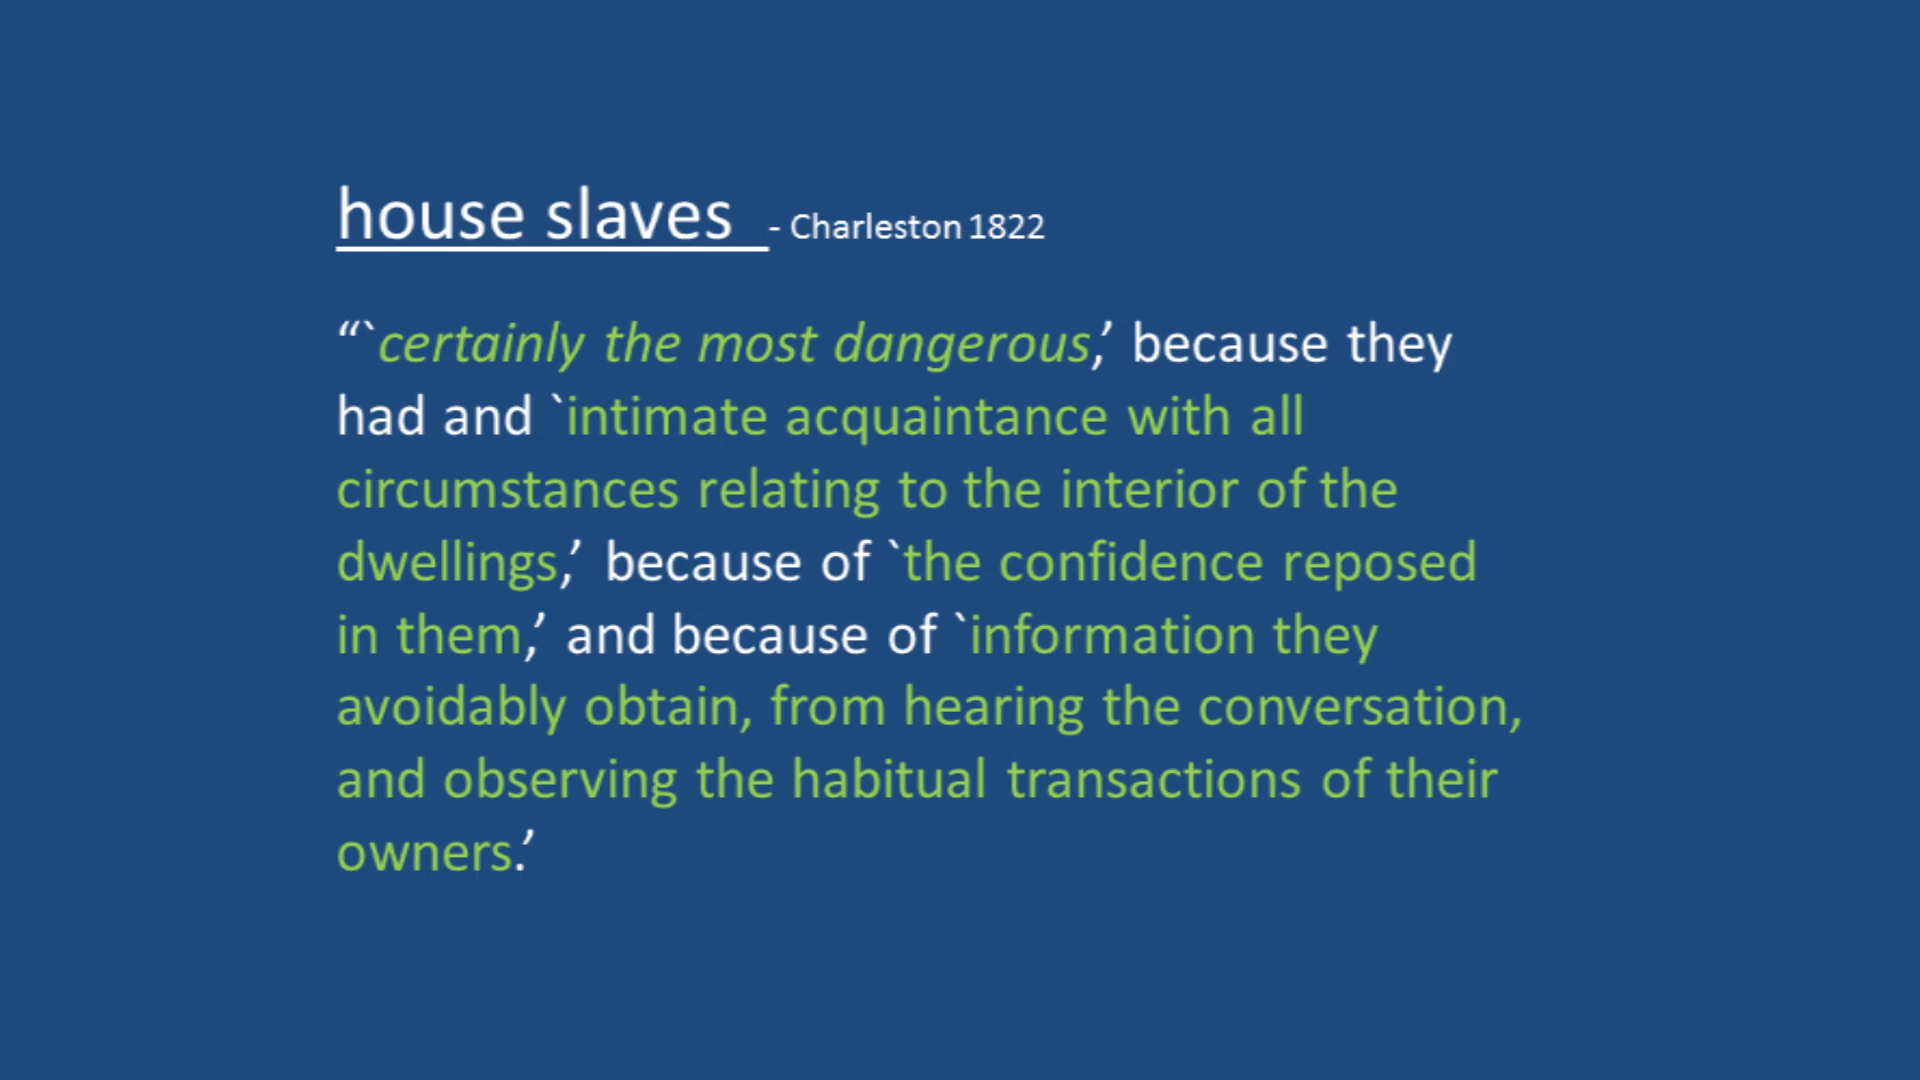 house slaves - Charleston 1822
“`certainly the most dangerous,’ because they
had and `intimate acquaintance with all
circumstances relating to the interior of the
dwellings,’ because of `the confidence reposed
in them,’ and because of `information they
avoidably obtain, from hearing the conversation,
and observing the habitual transactions of their
owners.’